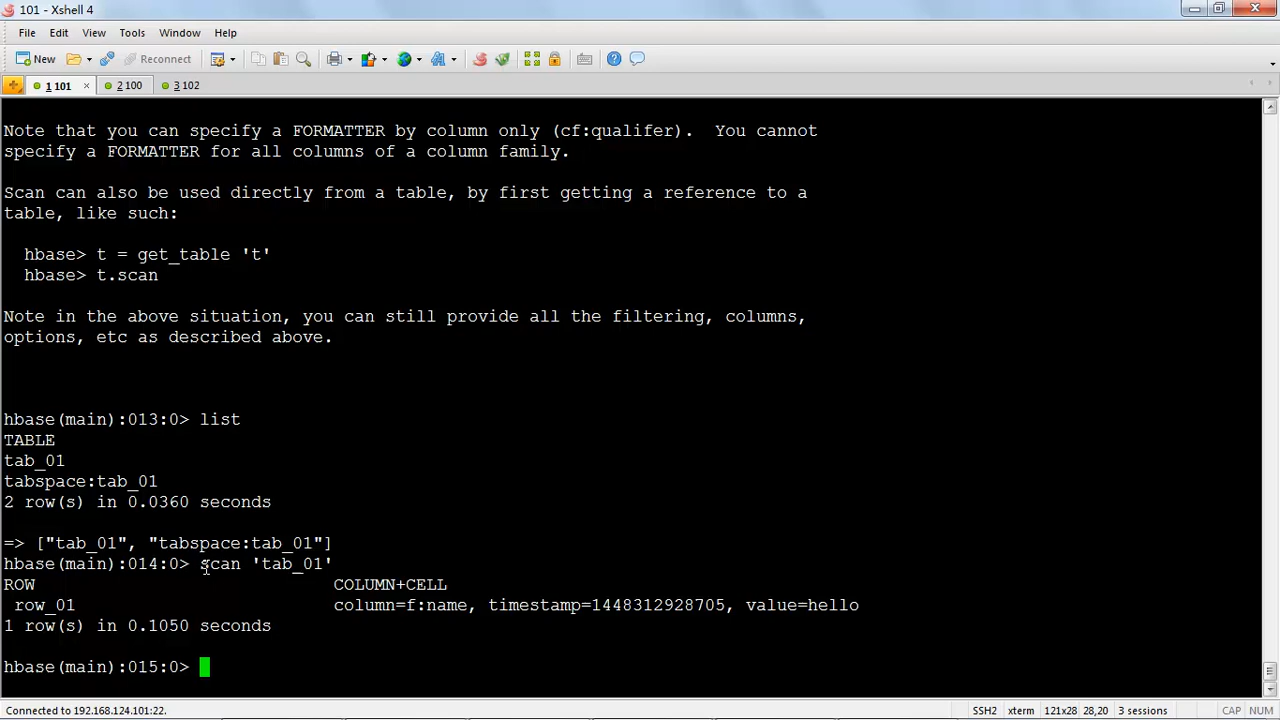 101 - Xshell 4
File Edit View Tools Window Help
New Reconnect
1 101 2 100 3 102
Note that you can specify a FORMATTER by column only (cf:qualifer).  You cannot
specify a FORMATTER for all columns of a column family.
Scan can also be used directly from a table, by first getting a reference to a
table, like such:
hbase> t = get_table 't'
hbase> t.scan
Note in the above situation, you can still provide all the filtering, columns,
options, etc as described above.
hbase(main):013:0> list
TABLE
tab_01
tabspace:tab_01
2 row(s) in 0.0360 seconds
=> ["tab_01", "tabspace:tab_01"]
hbase(main):014:0> scan 'tab_01'
ROW COLUMN+CELL
row_01 column=f:name, timestamp=1448312928705, value=hello
1 row(s) in 0.1050 seconds
hbase(main):015:0>
Connected to 192.168.124.101:22. SSH2 xterm 121x28 28,20 3 sessions CAP NUM